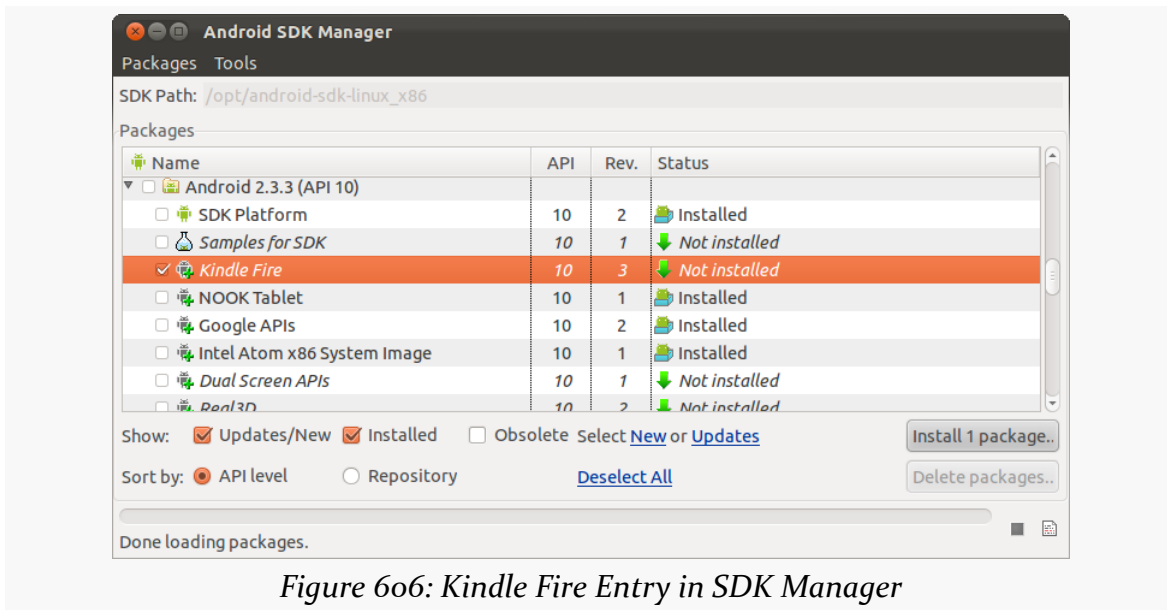 Android SDK Manager
Packages Tools
SDK Path: /opt/android-sdk-linux_x86
Packages
Name API Rev. Status
Android 2.3.3 (API 10)
SDK Platform 10 2 Installed
Samples for SDK 10 1 Not installed
Kindle Fire 10 3 Not installed
NOOK Tablet 10 1 Installed
Google APIs 10 2 Installed
Intel Atom x86 System Image 10 1 Installed
Dual Screen APIs 10 1 Not installed
Real3D 10 2 Not installed
Show: Updates/New Installed Obsolete Select New or Updates Install 1 package..
Sort by: API level Repository Deselect All Delete packages..
Done loading packages.
Figure 606: Kindle Fire Entry in SDK Manager